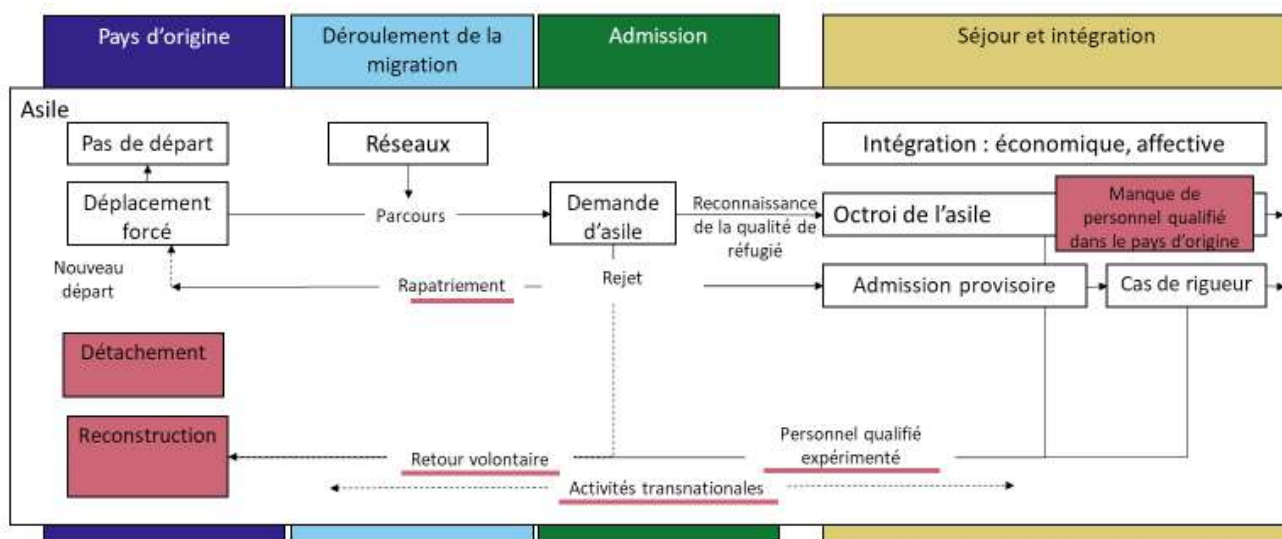 Pays d'origine
Déroulement de la
migration
Admission
Séjour et intégration
Asile
Pas de départ
Réseaux
Intégration : économique, affective
Déplacement
forcé
Parcours
Demande
d'asile
Reconnaissance
de la qualité de
réfugié
Octroi de l'asile
Manque de
personnel qualifié
dans le pays d'origine
Nouveau
départ
Rapatriement
Rejet
Admission provisoire
Cas de rigueur
Détachement
Reconstruction
Retour volontaire
Personnel qualifié
expérimenté
Activités transnationales